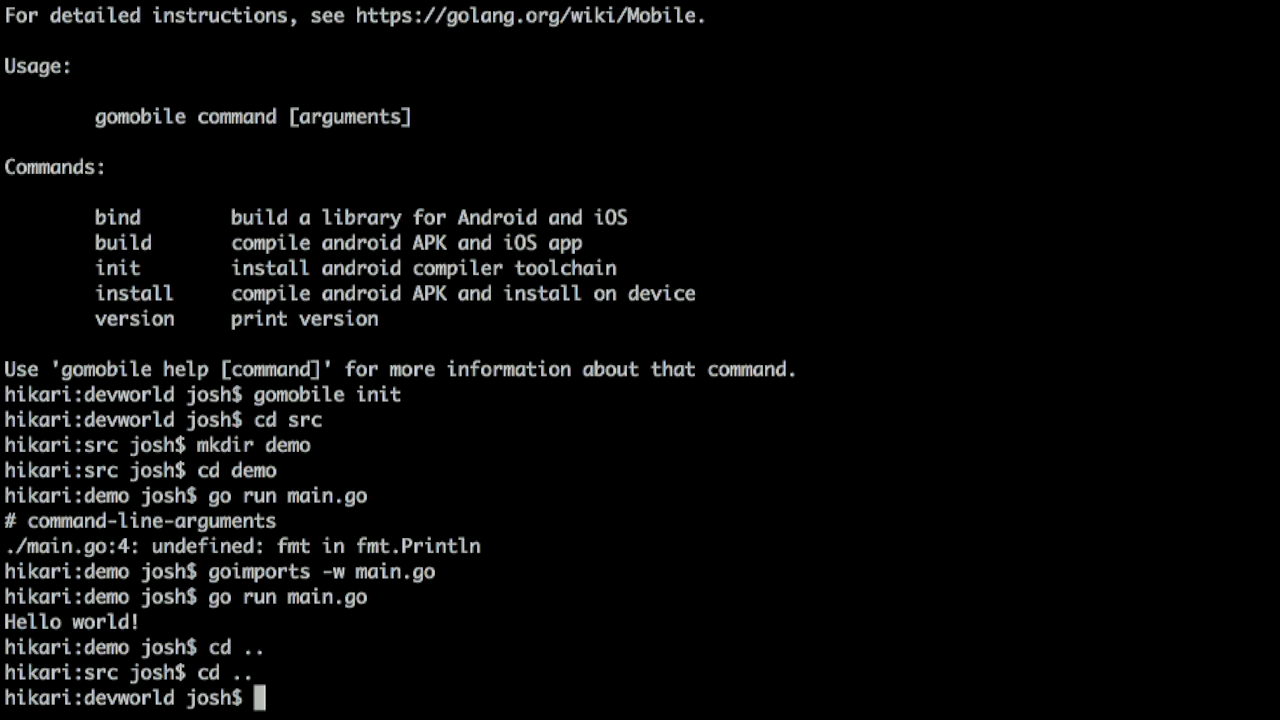 For detailed instructions, see https://golang.org/wiki/Mobile.
Usage:
gomobile command [arguments]
Commands:
bind build a library for Android and iOS
build compile android APK and iOS app
init install android compiler toolchain
install compile android APK and install on device
version print version
Use 'gomobile help [command]' for more information about that command.
hikari:devworld josh$ gomobile init
hikari:devworld josh$ cd src
hikari:src josh$ mkdir demo
hikari:src josh$ cd demo
hikari:demo josh$ go run main.go
# command-line-arguments
./main.go:4: undefined: fmt in fmt.Println
hikari:demo josh$ goimports -w main.go
hikari:demo josh$ go run main.go
Hello world!
hikari:demo josh$ cd ..
hikari:src josh$ cd ..
hikari:devworld josh$